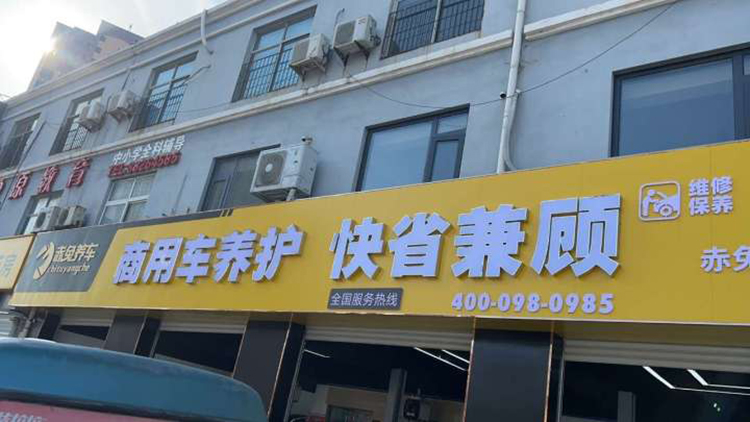 中小学全科辅导
教育
赤兔养车
chituyangche
商用车养护 快省兼顾
全国服务热线
400-098-0985
维修
保养
赤兔
房